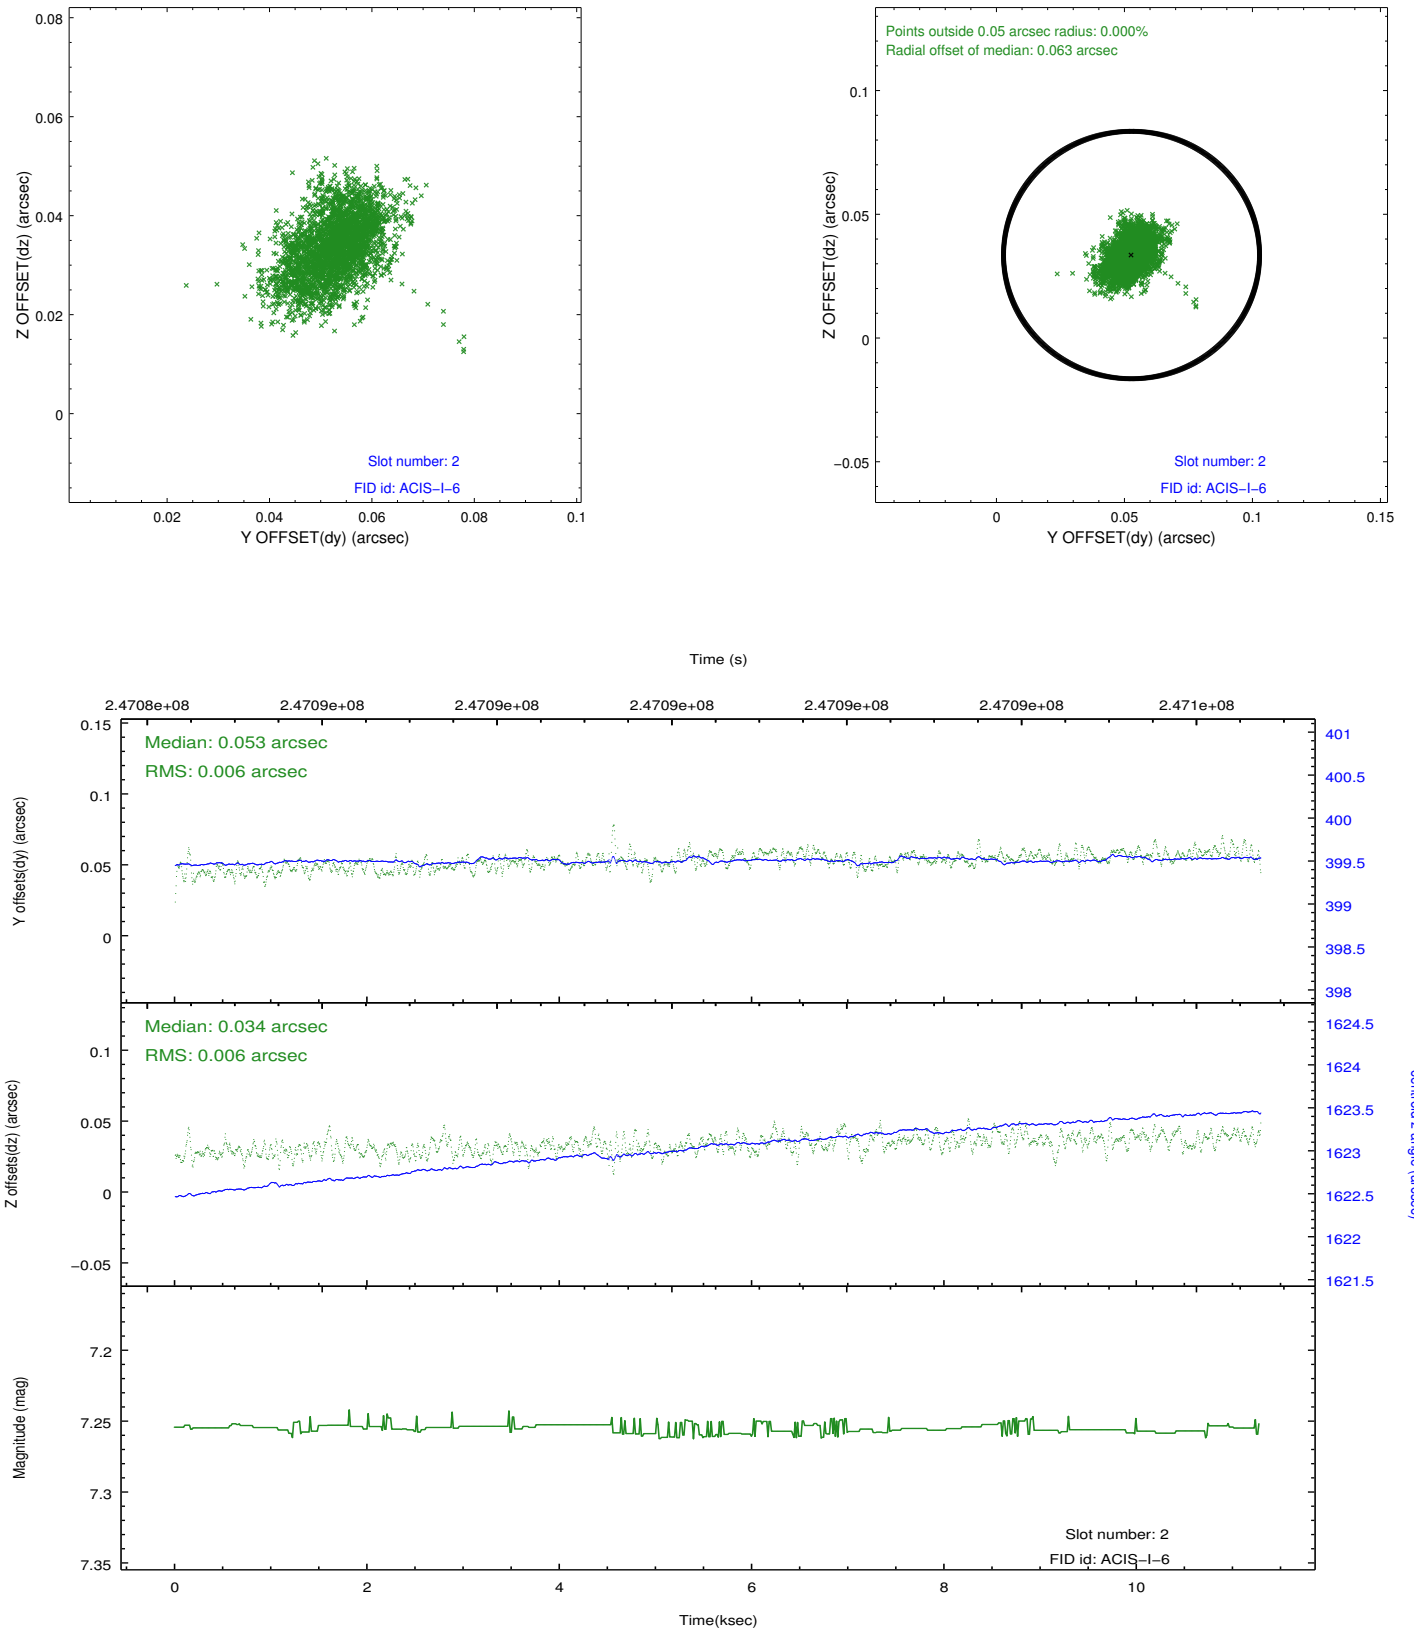 0.08
0.06
0.04
0.02
0
Z OFFSET(dz) (arcsec)
Slot number: 2
FID id: ACIS−I−6
0.02 0.04 0.06 0.08 0.1
Y OFFSET(dy) (arcsec)
Points outside 0.05 arcsec radius: 0.000%
Radial offset of median: 0.063 arcsec
0.1
0.05
0
−0.05
Z OFFSET(dz) (arcsec)
Slot number: 2
FID id: ACIS−I−6
0 0.05 0.1 0.15
Y OFFSET(dy) (arcsec)
Time (s)
2.4708e+08 2.4709e+08 2.4709e+08 2.4709e+08 2.4709e+08 2.4709e+08 2.471e+08
Median: 0.053 arcsec
RMS: 0.006 arcsec
0.15
0.1
0.05
0
Y offsets(dy) (arcsec)
401
400.5
400
399.5
399
398.5
398
Median: 0.034 arcsec
RMS: 0.006 arcsec
0.1
0.05
0
−0.05
Z offsets(dz) (arcsec)
1624.5
1624
1623.5
1623
1622.5
1622
1621.5
7.2
7.25
7.3
7.35
Magnitude (mag)
Slot number: 2
FID id: ACIS−I−6
0 2 4 6 8 10
Time(ksec)